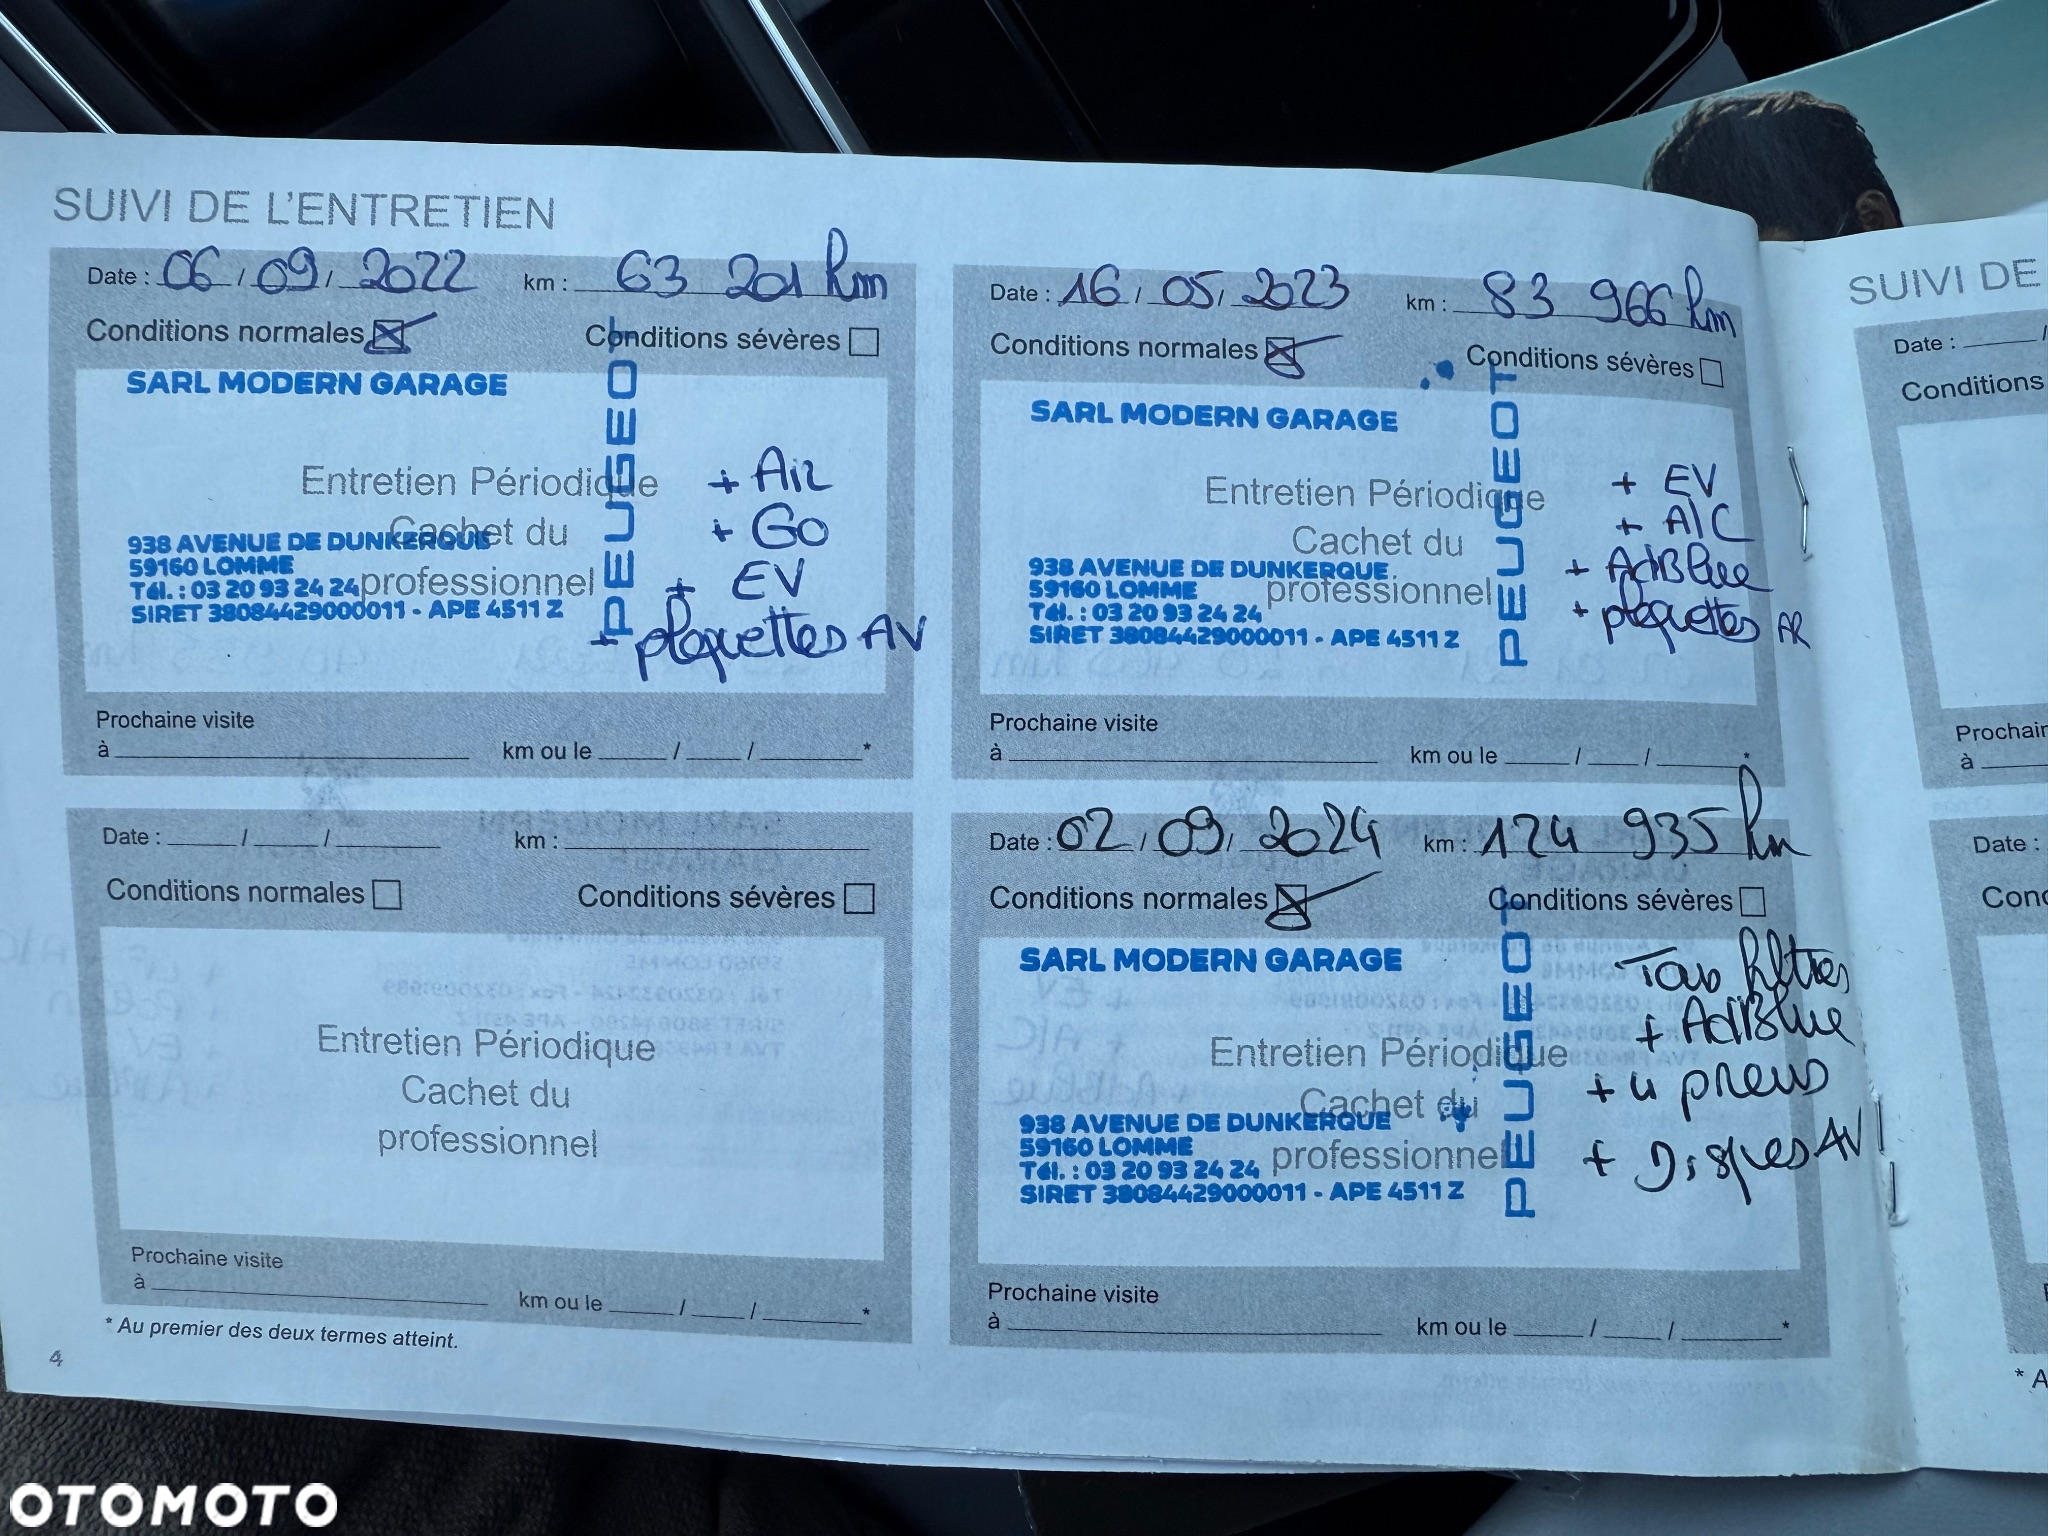 SUIVI DE L'ENTRETIEN
Date : 06 / 09 / 2022 km : 63 201 km
Conditions normales Conditions sévères
SARL MODERN GARAGE
PEUGEOT
Entretien Périodique
Cachet du
professionnel
938 AVENUE DE DUNKERQUE
59160 LOMME
Tél. : 03 20 93 24 24
SIRET 38084429000011 - APE 4511 Z
+ Air
+ GO
+ EV
+ plaquettes AV
Prochaine visite
à km ou le / / *
Date : 16 / 05 / 2023 km : 83 966 km
Conditions normales Conditions sévères
SARL MODERN GARAGE
PEUGEOT
Entretien Périodique
Cachet du
professionnel
938 AVENUE DE DUNKERQUE
59160 LOMME
Tél. : 03 20 93 24 24
SIRET 38084429000011 - APE 4511 Z
+ EV
+ AIC
+ AdBlue
+ plaquettes AR
Prochaine visite
à km ou le / / *
Date : / / km :
Conditions normales Conditions sévères
Entretien Périodique
Cachet du
professionnel
Prochaine visite
à km ou le / / *
* Au premier des deux termes atteint.
4
Date : 02 / 09 / 2024 km : 124 935 km
Conditions normales Conditions sévères
SARL MODERN GARAGE
PEUGEOT
Entretien Périodique
Cachet du
professionnel
938 AVENUE DE DUNKERQUE
59160 LOMME
Tél. : 03 20 93 24 24
SIRET 38084429000011 - APE 4511 Z
Tous filtres
+ AdBlue
+ 4 pneus
+ Disques AV
Prochaine visite
à km ou le / / *
SUIVI DE
Date : /
Conditions
à
Date :
* A
OTOMOTO